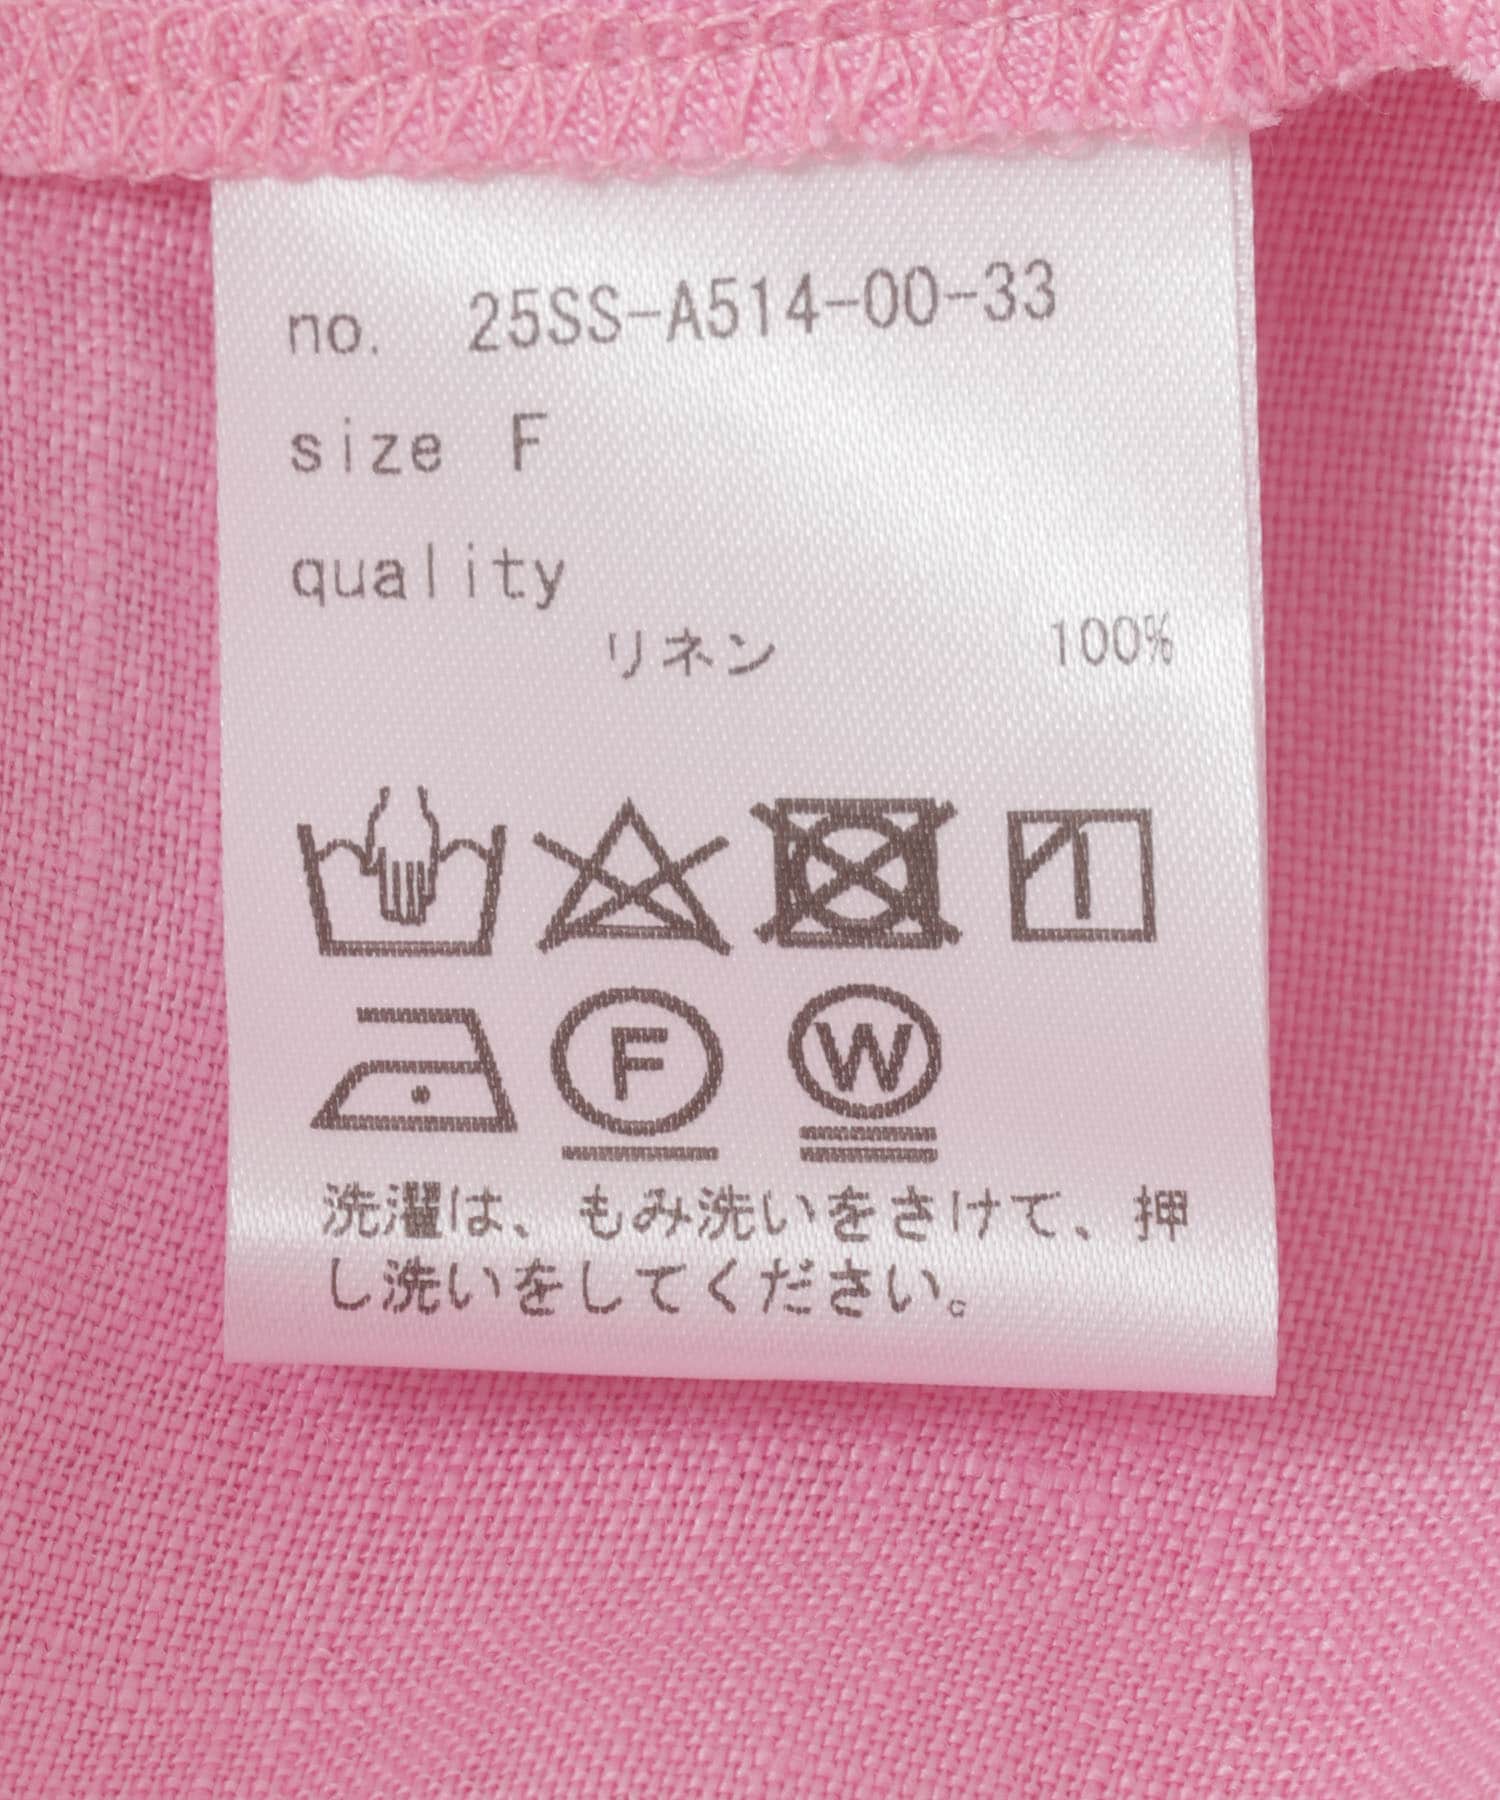 no. 25SS-A514-00-33
size F
quality
リネン 100%
F W
洗濯は、もみ洗いをさけて、押
し洗いをしてください。